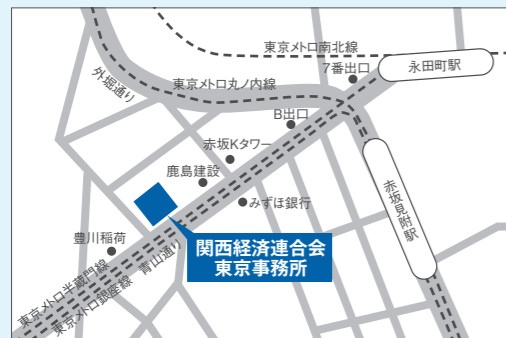 東京メトロ南北線
7番出口
永田町駅
外堀通り
東京メトロ丸ノ内線
B出口
赤坂Kタワー
鹿島建設
みずほ銀行
赤坂見附駅
豊川稲荷
関西経済連合会
東京事務所
東京メトロ半蔵門線
青山通り
東京メトロ銀座線